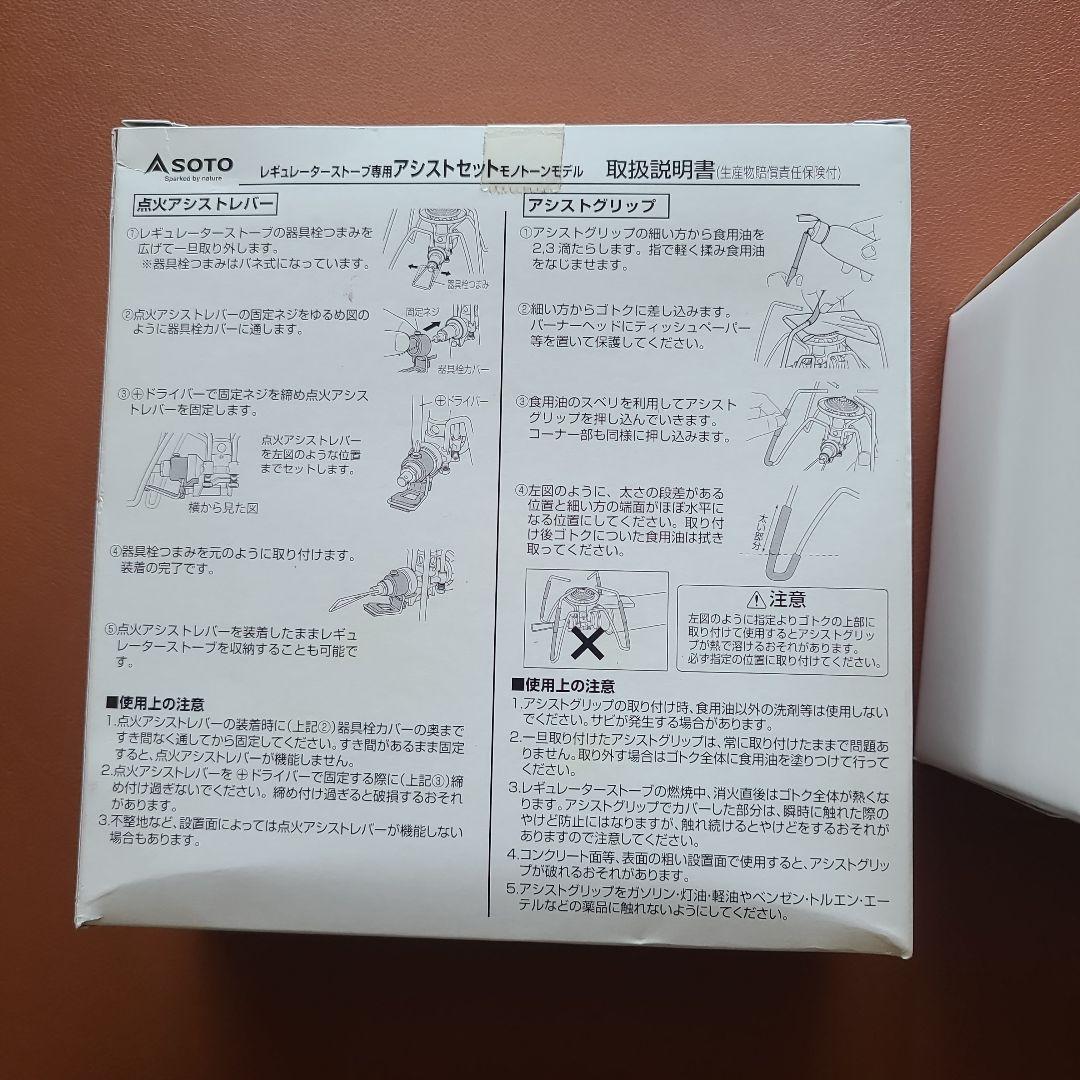 SOTO
Sparked by nature
レギュレーターストーブ専用アシストセットモノトーンモデル 取扱説明書(生産物賠償責任保険付)
点火アシストレバー
①レギュレーターストーブの器具栓つまみを
広げて一旦取り外します。
※器具栓つまみはバネ式になっています。
器具栓つまみ
②点火アシストレバーの固定ネジをゆるめ図の
ように器具栓カバーに通します。
固定ネジ
器具栓カバー
③⊕ドライバーで固定ネジを締め点火アシス
トレバーを固定します。
⊕ドライバー
点火アシストレバー
を左図のような位置
までセットします。
横から見た図
④器具栓つまみを元のように取り付けます。
装着の完了です。
⑤点火アシストレバーを装着したままレギュ
レーターストーブを収納することも可能で
す。
■使用上の注意
1.点火アシストレバーの装着時に(上記②)器具栓カバーの奥まで
すき間なく通してから固定してください。すき間があるまま固定
すると、点火アシストレバーが機能しません。
2.点火アシストレバーを ⊕ドライバーで固定する際に(上記③)締
め付け過ぎないでください。締め付け過ぎると破損するおそれ
があります。
3.不整地など、設置面によっては点火アシストレバーが機能しない
場合もあります。
アシストグリップ
①アシストグリップの細い方から食用油を
2,3滴たらします。指で軽く揉み食用油
をなじませます。
②細い方からゴトクに差し込みます。
バーナーヘッドにティッシュペーパー
等を置いて保護してください。
③食用油のスベリを利用してアシスト
グリップを押し込んでいきます。
コーナー部も同様に押し込みます。
④左図のように、太さの段差がある
位置と細い方の端面がほぼ水平に
なる位置にしてください。取り付
け後ゴトクについた食用油は拭き
取ってください。
太い部分
⚠注意
左図のように指定よりゴトクの上部に
取り付けて使用するとアシストグリッ
プが熱で溶けるおそれがあります。
必ず指定の位置に取り付けてください。
■使用上の注意
1.アシストグリップの取り付け時、食用油以外の洗剤等は使用しない
でください。サビが発生する場合があります。
2.一旦取り付けたアシストグリップは、常に取り付けたままで問題あ
りません。取り外す場合はゴトク全体に食用油を塗りつけて行って
ください。
3.レギュレーターストーブの燃焼中、消火直後はゴトク全体が熱くな
ります。アシストグリップでカバーした部分は、瞬時に触れた際の
やけど防止にはなりますが、触れ続けるとやけどをするおそれが
ありますので注意してください。
4.コンクリート面等、表面の粗い設置面で使用すると、アシストグリッ
プが破れるおそれがあります。
5.アシストグリップをガソリン・灯油・軽油やベンゼン・トルエン・エー
テルなどの薬品に触れないようにしてください。